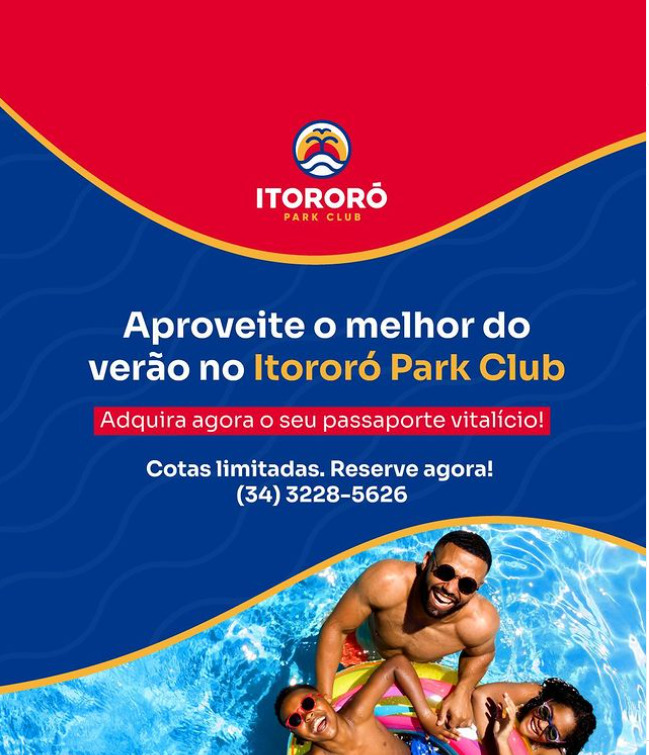 ITORORÓ
PARK CLUB
Aproveite o melhor do
verão no Itororó Park Club
Adquira agora o seu passaporte vitalício!
Cotas limitadas. Reserve agora!
(34) 3228-5626